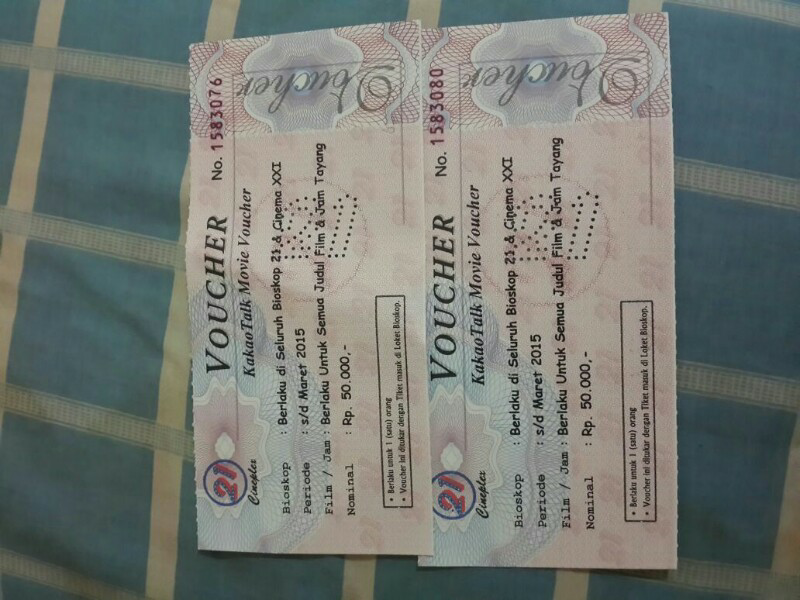 VOUCHER No. 1583076
KakaoTalk Movie Voucher
21
Cineplex
Bioskop : Berlaku di Seluruh Bioskop 21 & Cinema XXI
Periode : s/d Maret 2015
Film / Jam : Berlaku Untuk Semua Judul Film & Jam Tayang
Nominal : Rp. 50.000,-
• Berlaku untuk 1 (satu) orang
• Voucher ini ditukar dengan Tiket masuk di Loket Bioskop.
Voucher
VOUCHER No. 1583080
KakaoTalk Movie Voucher
21
Cineplex
Bioskop : Berlaku di Seluruh Bioskop 21 & Cinema XXI
Periode : s/d Maret 2015
Film / Jam : Berlaku Untuk Semua Judul Film & Jam Tayang
Nominal : Rp. 50.000,-
• Berlaku untuk 1 (satu) orang
• Voucher ini ditukar dengan Tiket masuk di Loket Bioskop.
Voucher